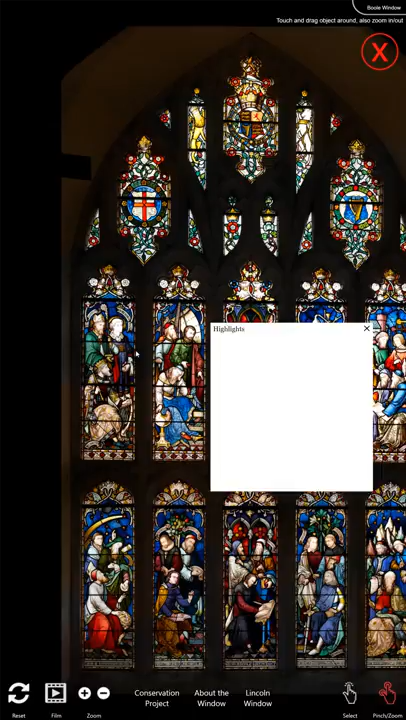 Boole Window
Touch and drag object around, also zoom in/out
X
Highlights
Reset
Film
Zoom
Conservation
Project
About the
Window
Lincoln
Window
Select
Pinch/Zoom